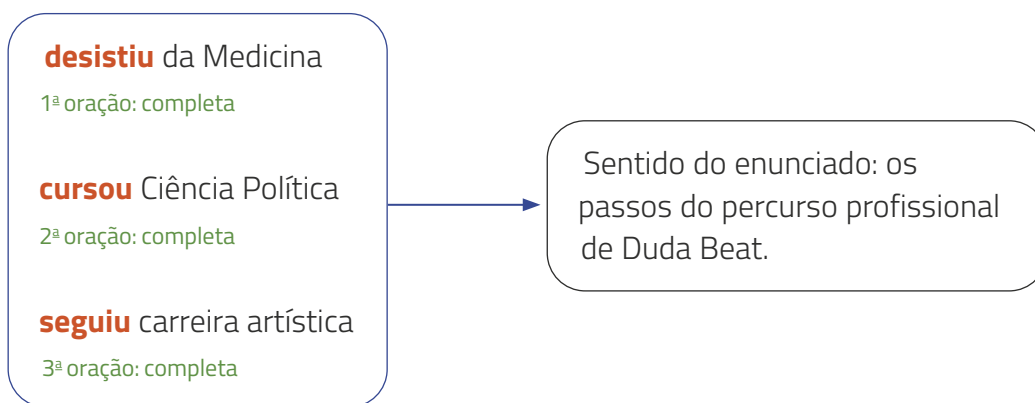 desistiu da Medicina
1ª oração: completa
cursou Ciência Política
2ª oração: completa
seguiu carreira artística
3ª oração: completa
Sentido do enunciado: os
passos do percurso profissional
de Duda Beat.